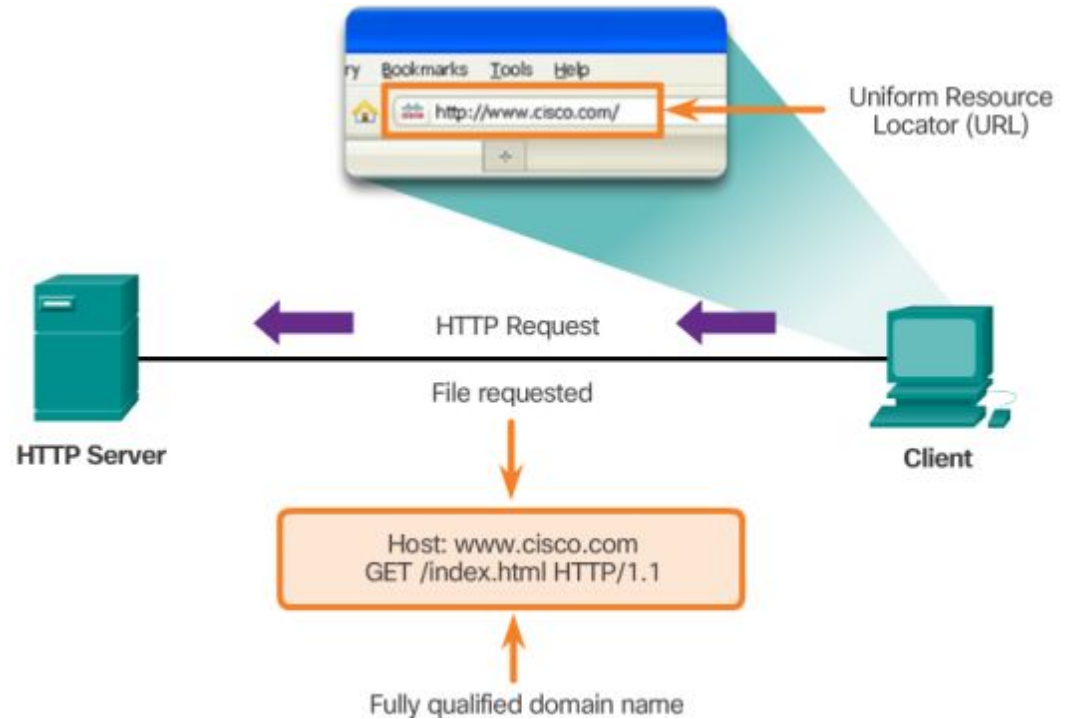 ry Bookmarks Tools Help
http://www.cisco.com/
Uniform Resource
Locator (URL)
HTTP Request
File requested
HTTP Server
Client
Host: www.cisco.com
GET /index.html HTTP/1.1
Fully qualified domain name